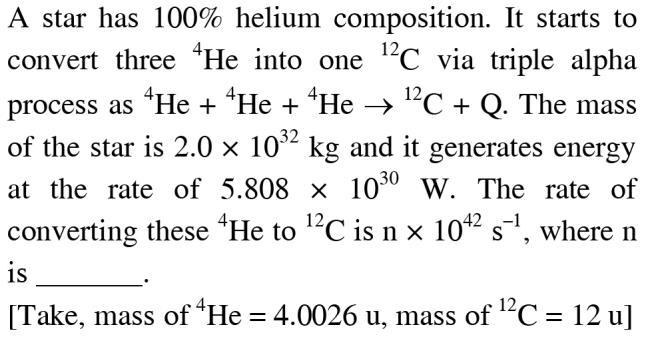 A star has 100% helium composition. It starts to
convert three ⁴He into one ¹²C via triple alpha
process as ⁴He + ⁴He + ⁴He → ¹²C + Q. The mass
of the star is 2.0 × 10³² kg and it generates energy
at the rate of 5.808 × 10³⁰ W. The rate of
converting these ⁴He to ¹²C is n × 10⁴² s⁻¹, where n
is ________.
[Take, mass of ⁴He = 4.0026 u, mass of ¹²C = 12 u]